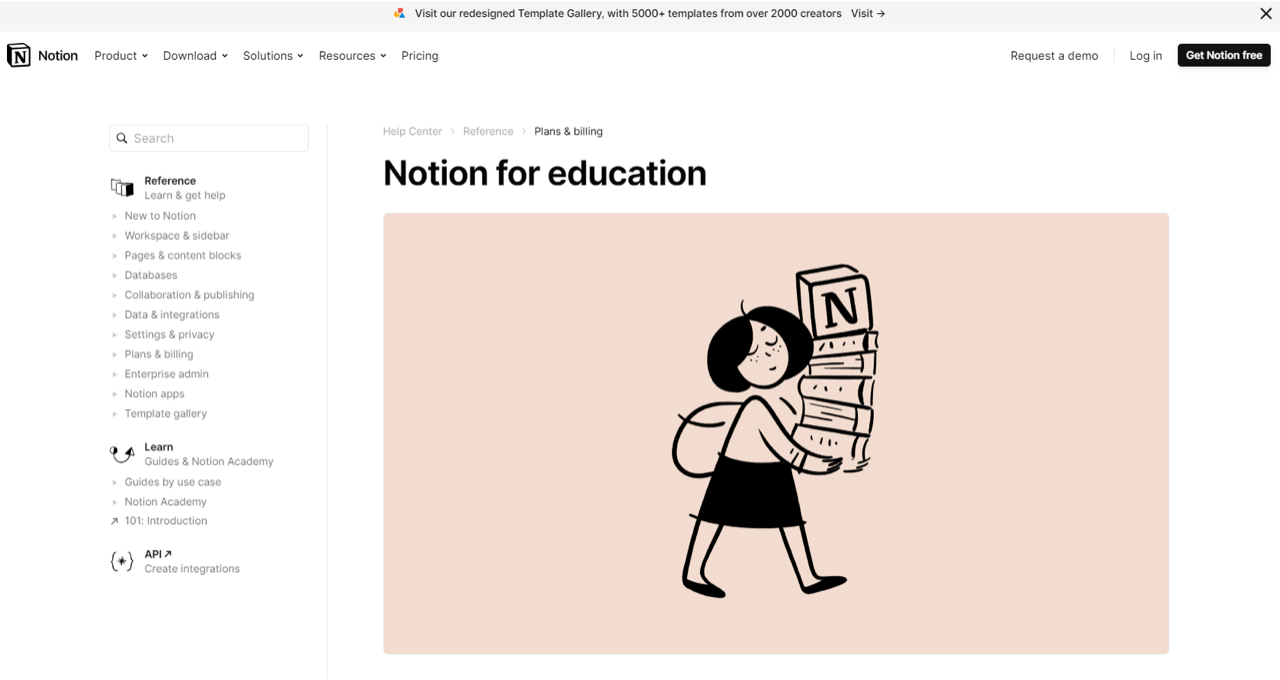 Visit our redesigned Template Gallery, with 5000+ templates from over 2000 creators Visit →
Notion Product Download Solutions Resources Pricing Request a demo Log in Get Notion free
Search
Reference
Learn & get help
New to Notion
Workspace & sidebar
Pages & content blocks
Databases
Collaboration & publishing
Data & integrations
Settings & privacy
Plans & billing
Enterprise admin
Notion apps
Template gallery
Learn
Guides & Notion Academy
Guides by use case
Notion Academy
101: Introduction
API
Create integrations
Help Center › Reference › Plans & billing
Notion for education
N